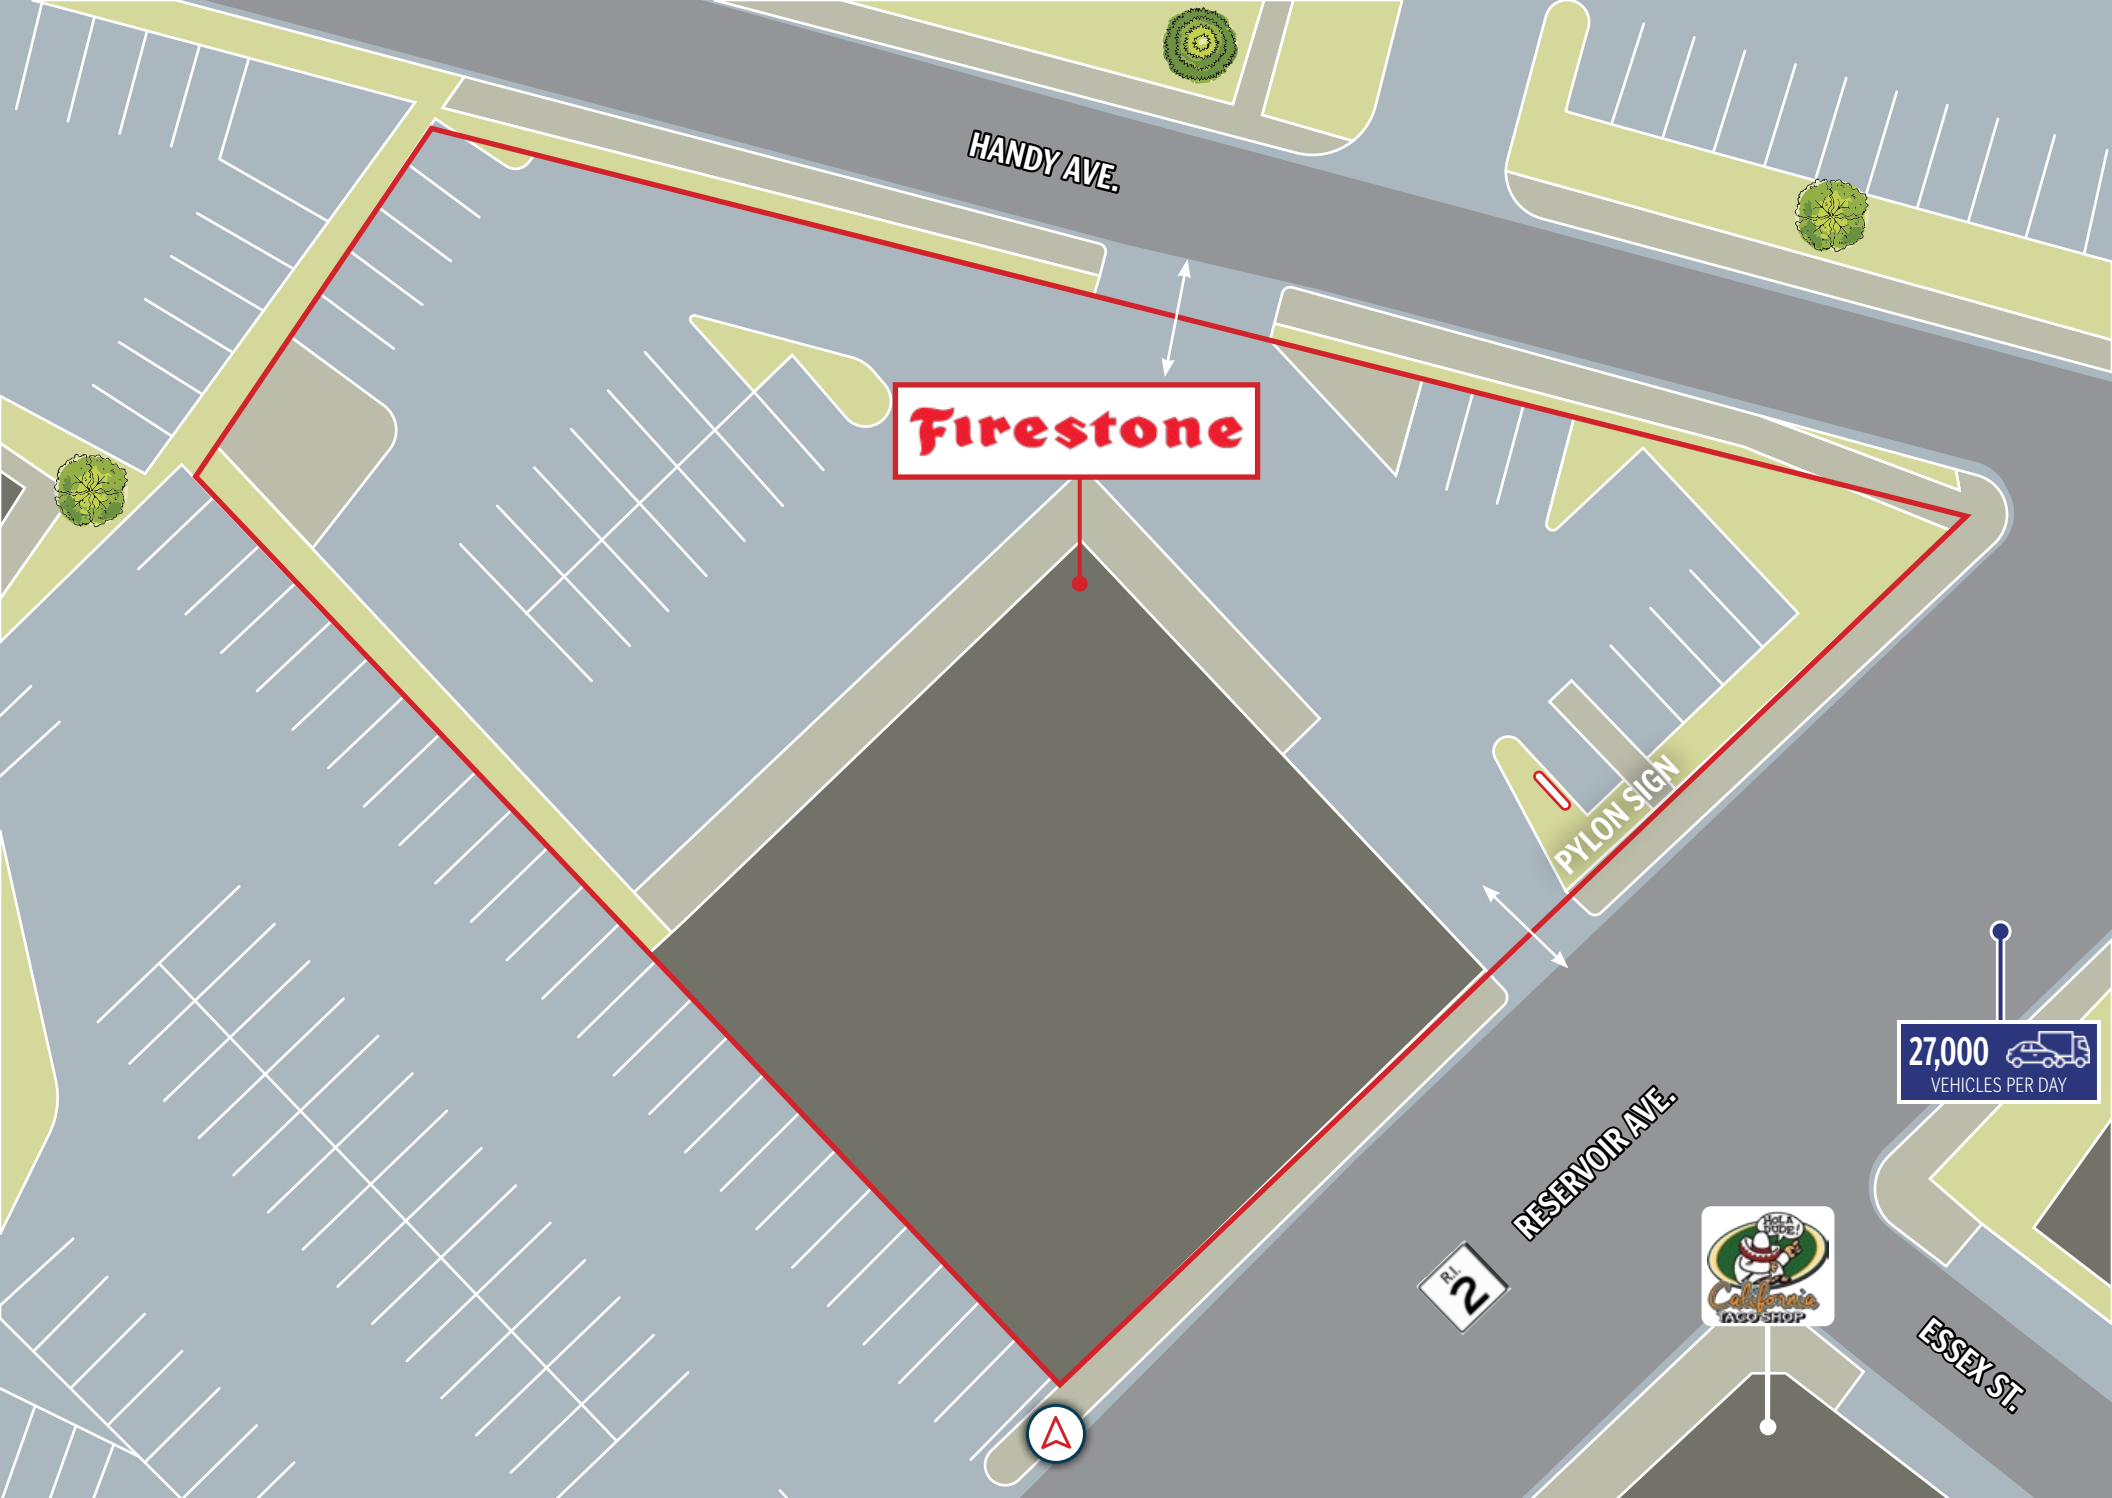 HANDY AVE.
Firestone
PYLON SIGN
27,000
VEHICLES PER DAY
RESERVOIR AVE.
R.I.
2
HOLA
DUDE!
California
TACO SHOP
ESSEX ST.